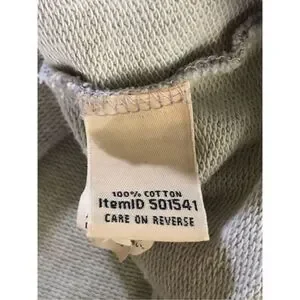 100% COTTON
ItemID 501541
CARE ON REVERSE